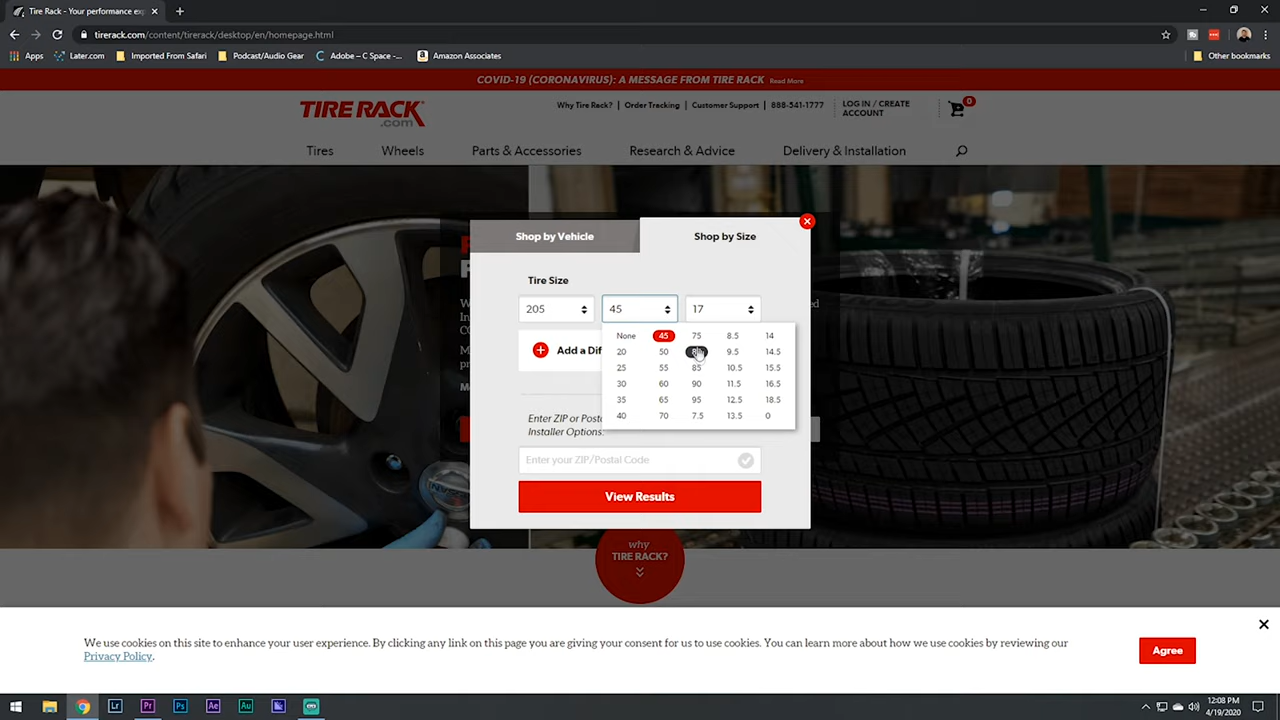 Tire Rack - Your performance exp
tirerack.com/content/tirerack/desktop/en/homepage.html
Apps
Later.com
Imported From Safari
Podcast/Audio Gear
Adobe – C Space -...
Amazon Associates
Other bookmarks
COVID-19 (CORONAVIRUS): A MESSAGE FROM TIRE RACK Read More
TIRE RACK
.com
Why Tire Rack?
Order Tracking
Customer Support
888-541-1777
LOG IN / CREATE
ACCOUNT
0
Tires
Wheels
Parts & Accessories
Research & Advice
Delivery & Installation
Shop by Vehicle
Shop by Size
Tire Size
205
45
17
None 45 75 8.5 14
20 50 9.5 14.5
25 55 85 10.5 15.5
30 60 90 11.5 16.5
35 65 95 12.5 18.5
40 70 7.5 13.5 0
Add a Dif
Enter ZIP or Posta
Installer Options:
Enter your ZIP/Postal Code
View Results
why
TIRE RACK?
We use cookies on this site to enhance your user experience. By clicking any link on this page you are giving your consent for us to use cookies. You can learn more about how we use cookies by reviewing our
Privacy Policy.
Agree
Lr
Pr
Ps
Ae
Au
12:08 PM
4/19/2020